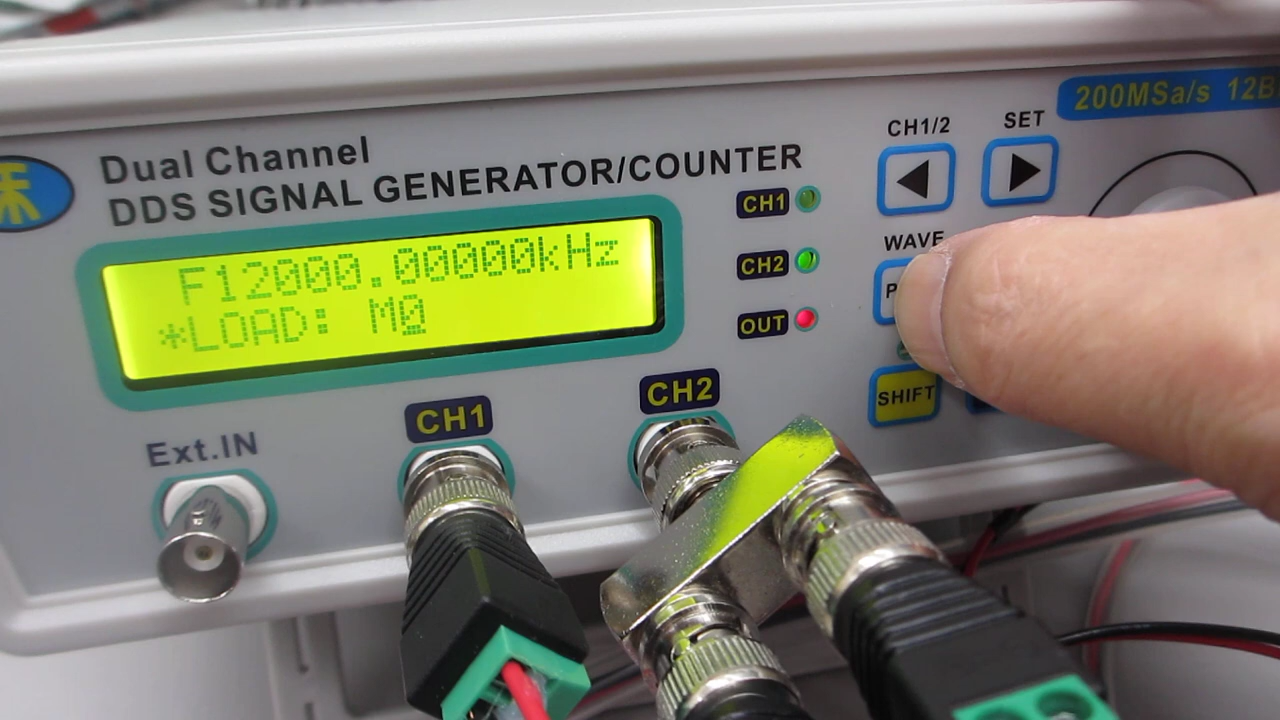 Dual Channel
DDS SIGNAL GENERATOR/COUNTER
200MSa/s
CH1/2
SET
F12000.00000kHz
*LOAD: M0
CH1
CH2
OUT
WAVE
SHIFT
CH1
CH2
Ext.IN